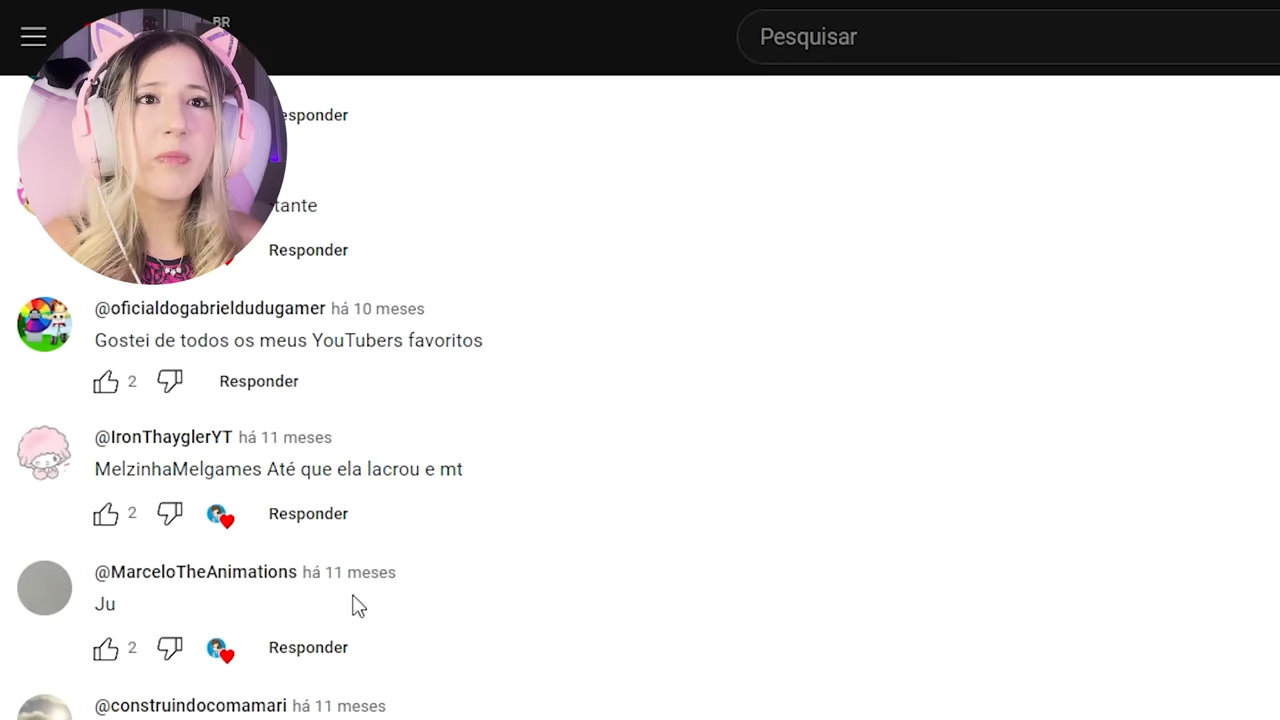 BR
Pesquisar
esponder
tante
Responder
@oficialdogabrieldudugamer há 10 meses
Gostei de todos os meus YouTubers favoritos
2
Responder
@IronThayglerYT há 11 meses
MelzinhaMelgames Até que ela lacrou e mt
2
Responder
@MarceloTheAnimations há 11 meses
Ju
2
Responder
@construindocomamari há 11 meses